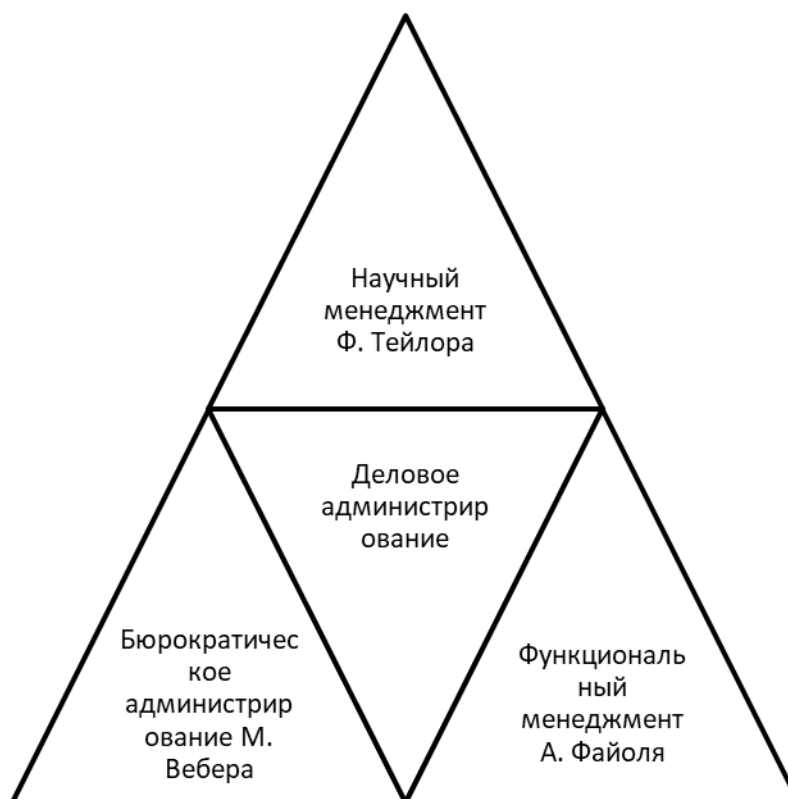 Научный
менеджмент
Ф. Тейлора
Деловое
администрир
ование
Бюрократичес
кое
администрир
ование М.
Вебера
Функциональ
ный
менеджмент
А. Файоля